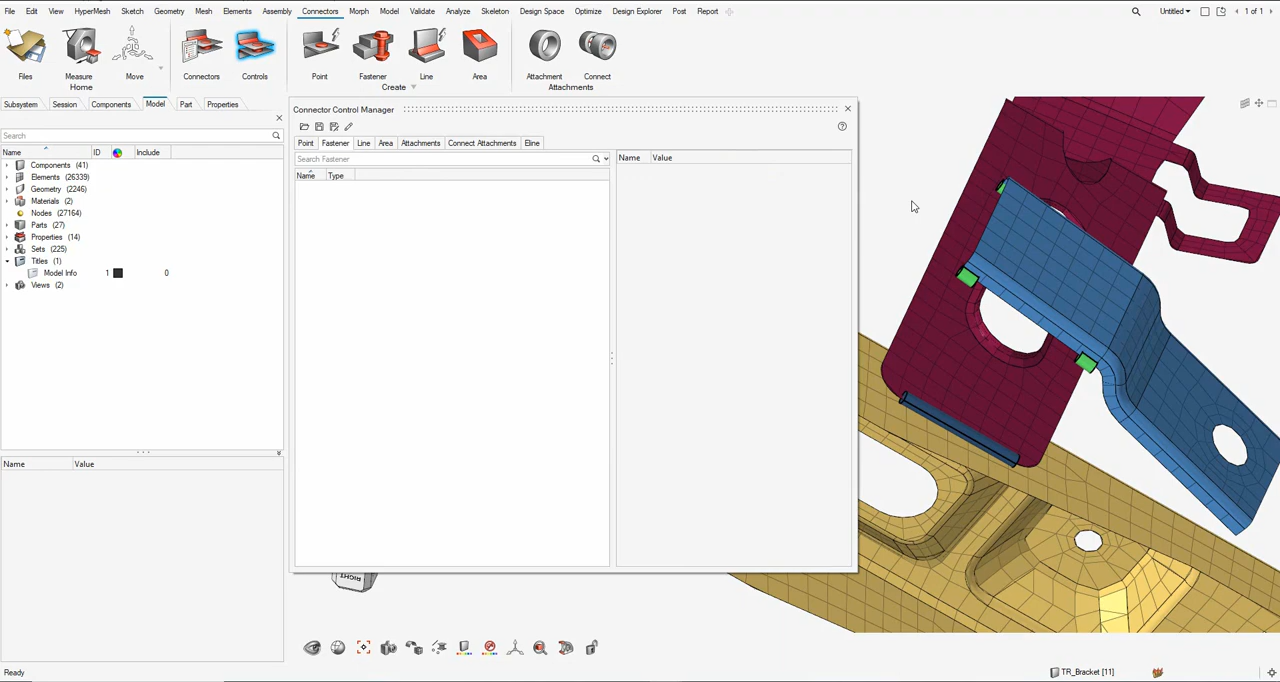 File Edit View HyperMesh Sketch Geometry Mesh Elements Assembly Connectors Morph Model Validate Analyze Skeleton Design Space Optimize Design Explorer Post Report Untitled 1 of 1
Files Measure Move Connectors Controls Point Fastener Line Area Attachment Connect
Home Create Attachments
Subsystem Session Components Model Part Properties
Connector Control Manager
Search
Point Fastener Line Area Attachments Connect Attachments Eline
Name ID Include
Search Fastener
Name Value
Name Type
Components (41)
Elements (26339)
Geometry (2246)
Materials (2)
Nodes (27164)
Parts (27)
Properties (14)
Sets (225)
Titles (1)
Model Info 1 0
Views (2)
Name Value
RIGHT
Ready
TR_Bracket [11]